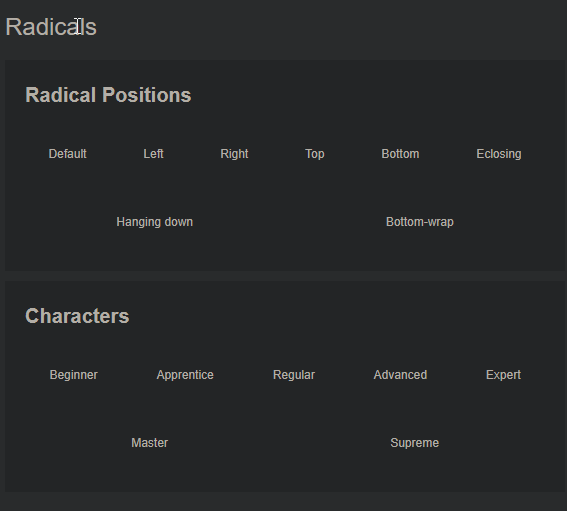 Radicals
Radical Positions
Default Left Right Top Bottom Eclosing
Hanging down Bottom-wrap
Characters
Beginner Apprentice Regular Advanced Expert
Master Supreme